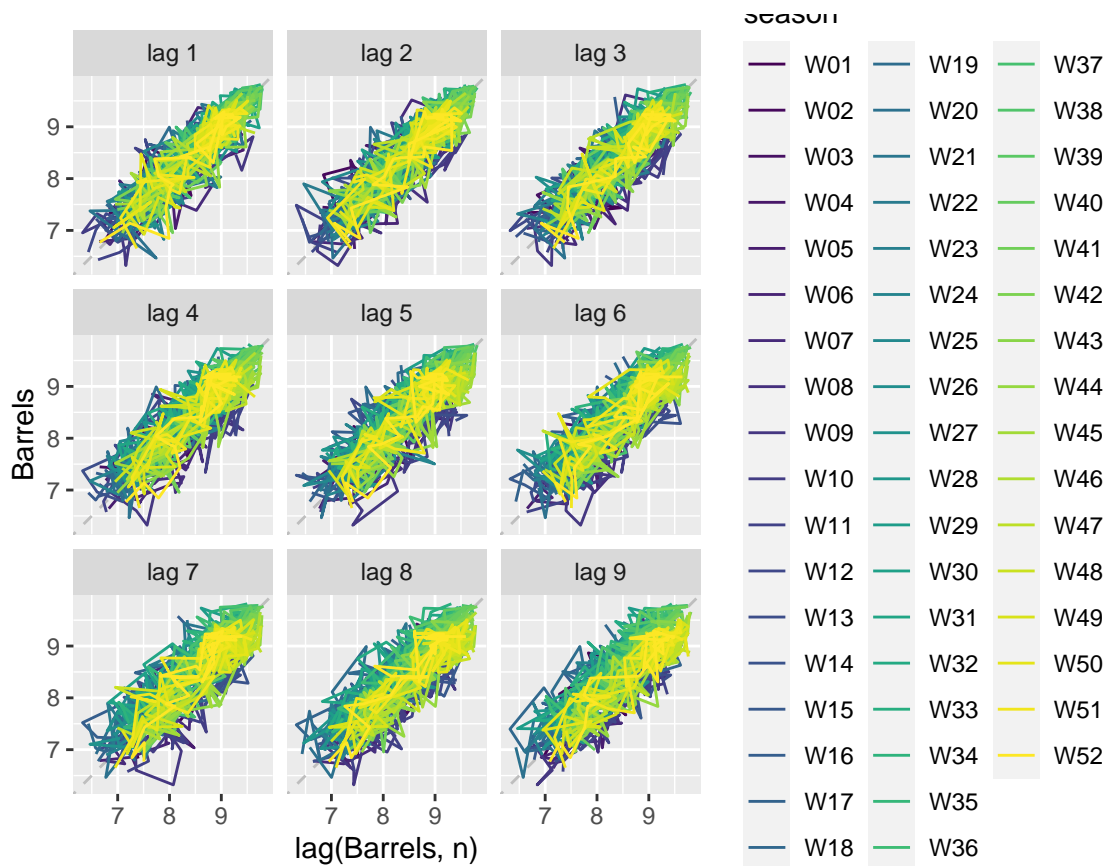 season
lag 1 lag 2 lag 3
9
8
7
lag 4 lag 5 lag 6
9
8
7
lag 7 lag 8 lag 9
9
8
7
7 8 9 7 8 9 7 8 9
Barrels
lag(Barrels, n)
W01 W19 W37
W02 W20 W38
W03 W21 W39
W04 W22 W40
W05 W23 W41
W06 W24 W42
W07 W25 W43
W08 W26 W44
W09 W27 W45
W10 W28 W46
W11 W29 W47
W12 W30 W48
W13 W31 W49
W14 W32 W50
W15 W33 W51
W16 W34 W52
W17 W35
W18 W36